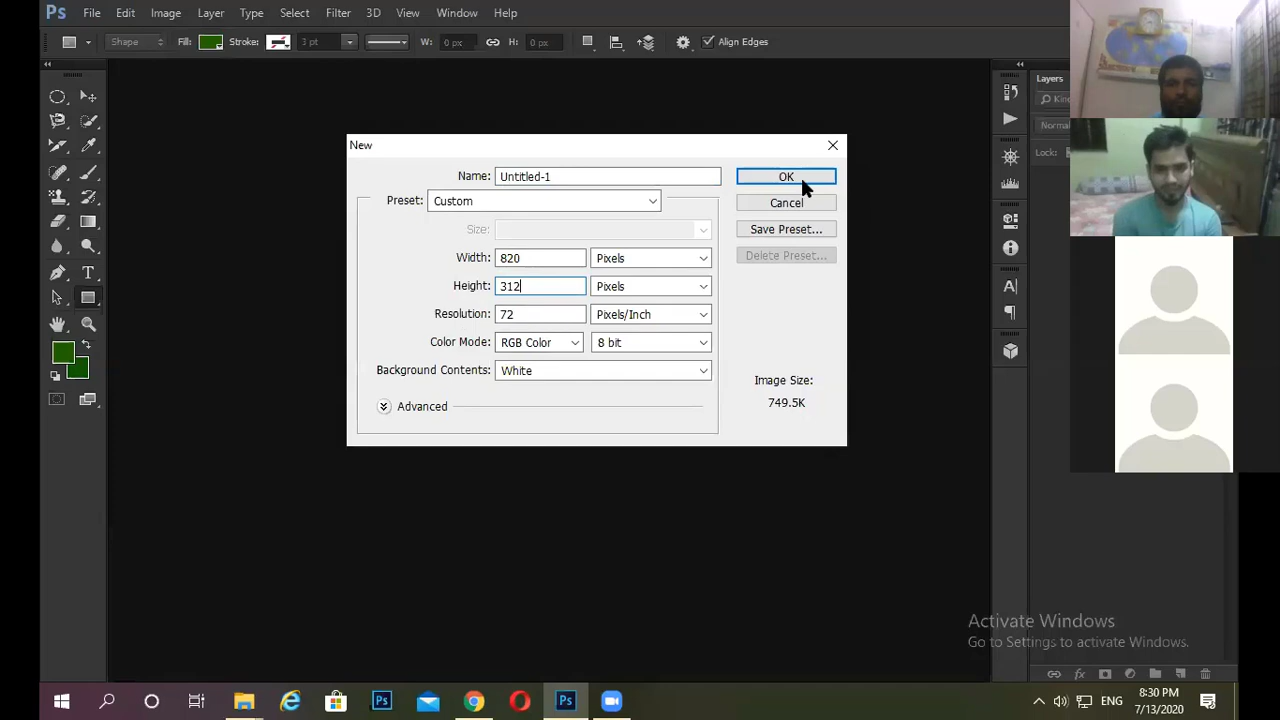 Ps File Edit Image Layer Type Select Filter 3D View Window Help
Shape Fill: Stroke: 3 pt W: 0 px H: 0 px Align Edges
Layers
Normal
Lock:
New
Name: Untitled-1 OK
Preset: Custom Cancel
Size: Save Preset...
Width: 820 Pixels Delete Preset...
Height: 312 Pixels
Resolution: 72 Pixels/Inch
Color Mode: RGB Color 8 bit
Background Contents: White
Image Size:
749.5K
Advanced
Activate Windows
Go to Settings to activate Windows.
fx
Ps Ps ENG 8:30 PM
7/13/2020